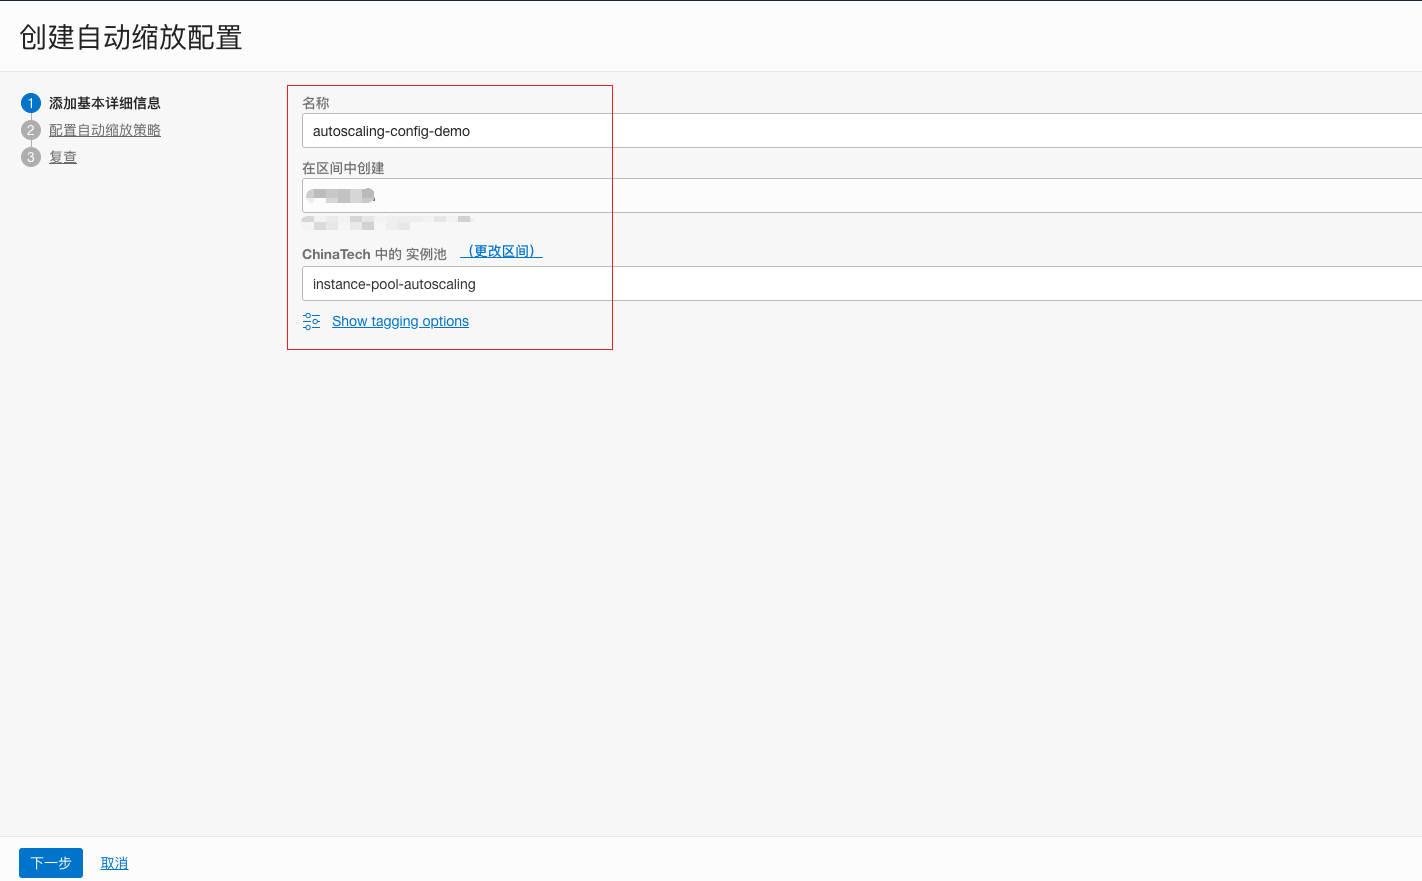 创建自动缩放配置
1 添加基本详细信息
2 配置自动缩放策略
3 复查
名称
autoscaling-config-demo
在区间中创建
ChinaTech 中的 实例池 （更改区间）
instance-pool-autoscaling
Show tagging options
下一步 取消